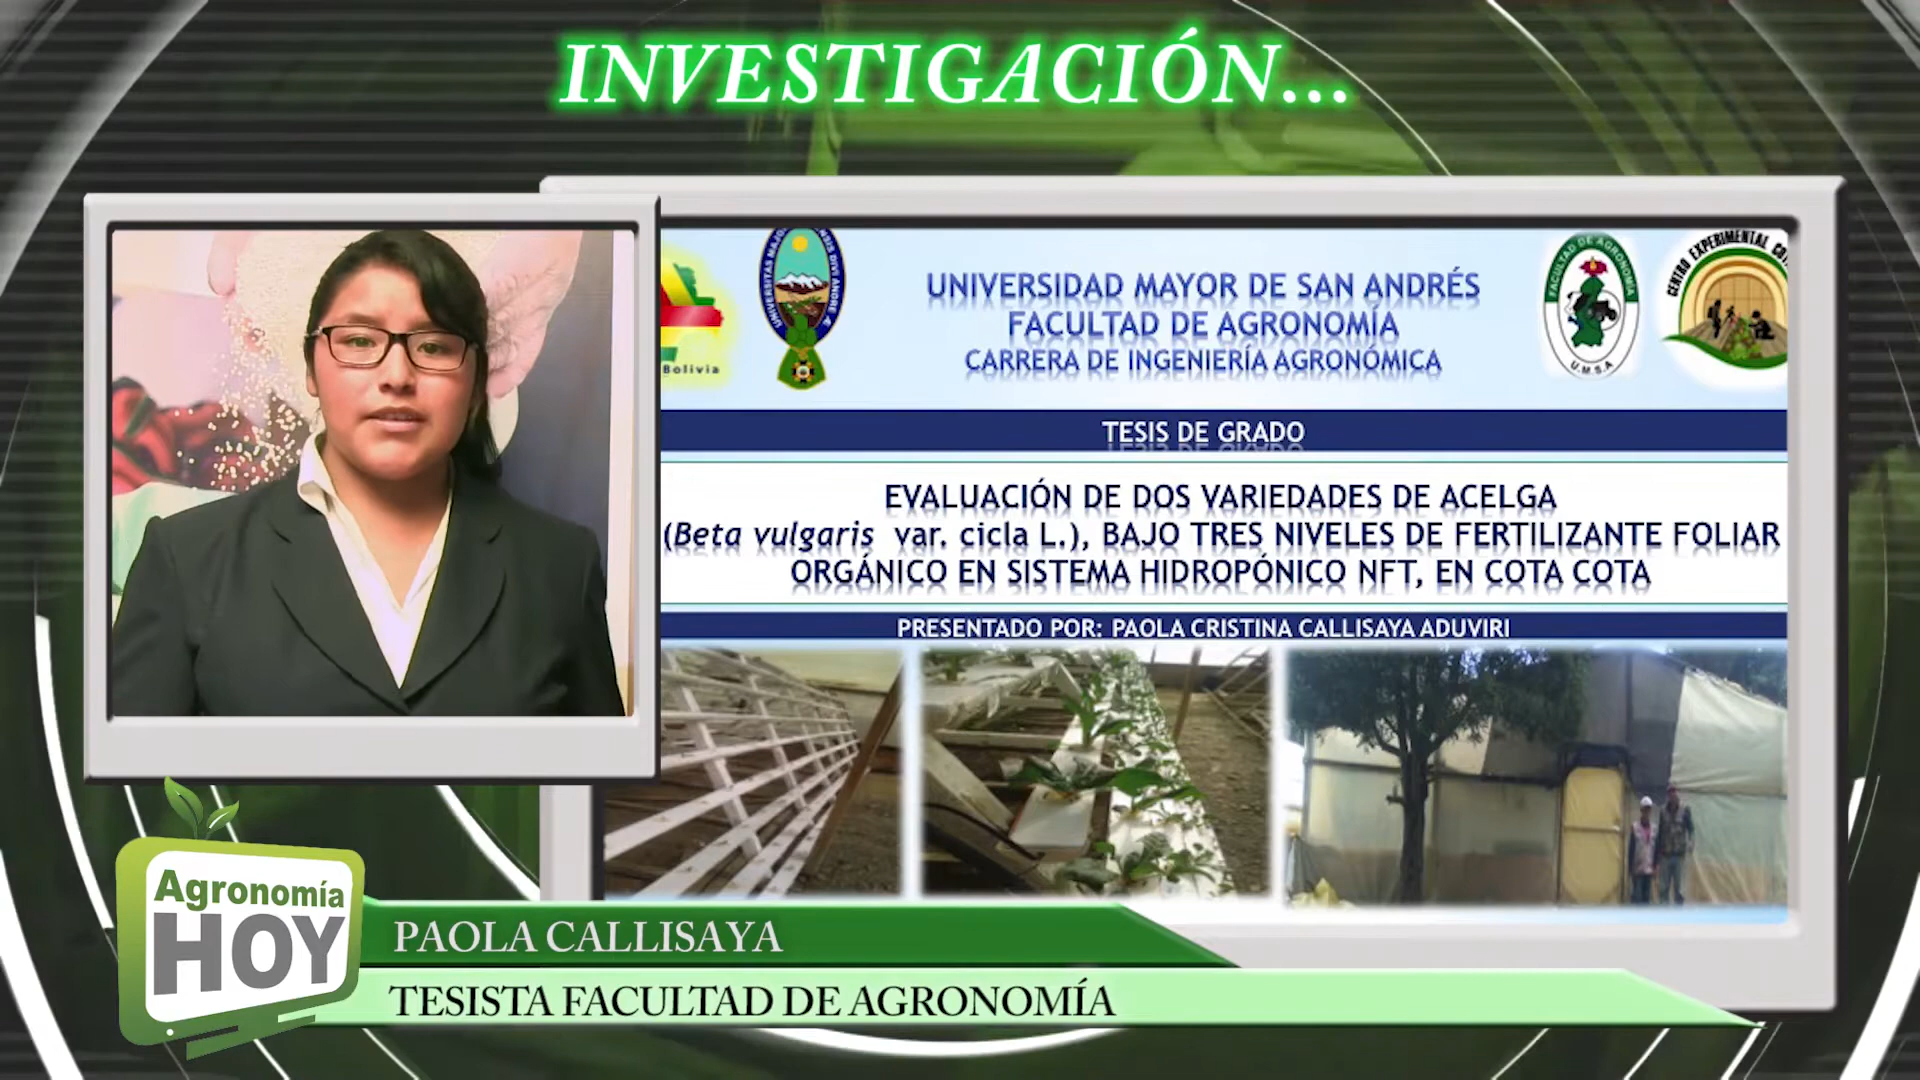 INVESTIGACIÓN...
Bolivia
UNIVERSIDAD MAYOR DE SAN ANDRÉS
FACULTAD DE AGRONOMÍA
CARRERA DE INGENIERÍA AGRONÓMICA
FACULTAD DE AGRONOMÍA
U.M.S.A
CENTRO EXPERIMENTAL
TESIS DE GRADO
EVALUACIÓN DE DOS VARIEDADES DE ACELGA
(Beta vulgaris var. cicla L.), BAJO TRES NIVELES DE FERTILIZANTE FOLIAR
ORGÁNICO EN SISTEMA HIDROPÓNICO NFT, EN COTA COTA
PRESENTADO POR: PAOLA CRISTINA CALLISAYA ADUVIRI
Agronomía
HOY
PAOLA CALLISAYA
TESISTA FACULTAD DE AGRONOMÍA